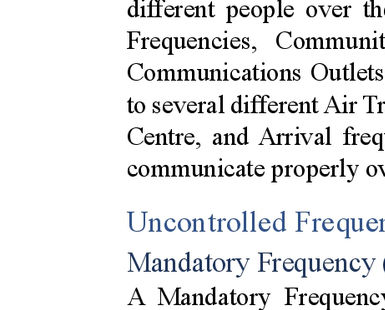 different people over th
Frequencies, Communit
Communications Outlets
to several different Air Tr
Centre, and Arrival freq
communicate properly ov
Uncontrolled Frequen
Mandatory Frequency (
A Mandatory Frequency